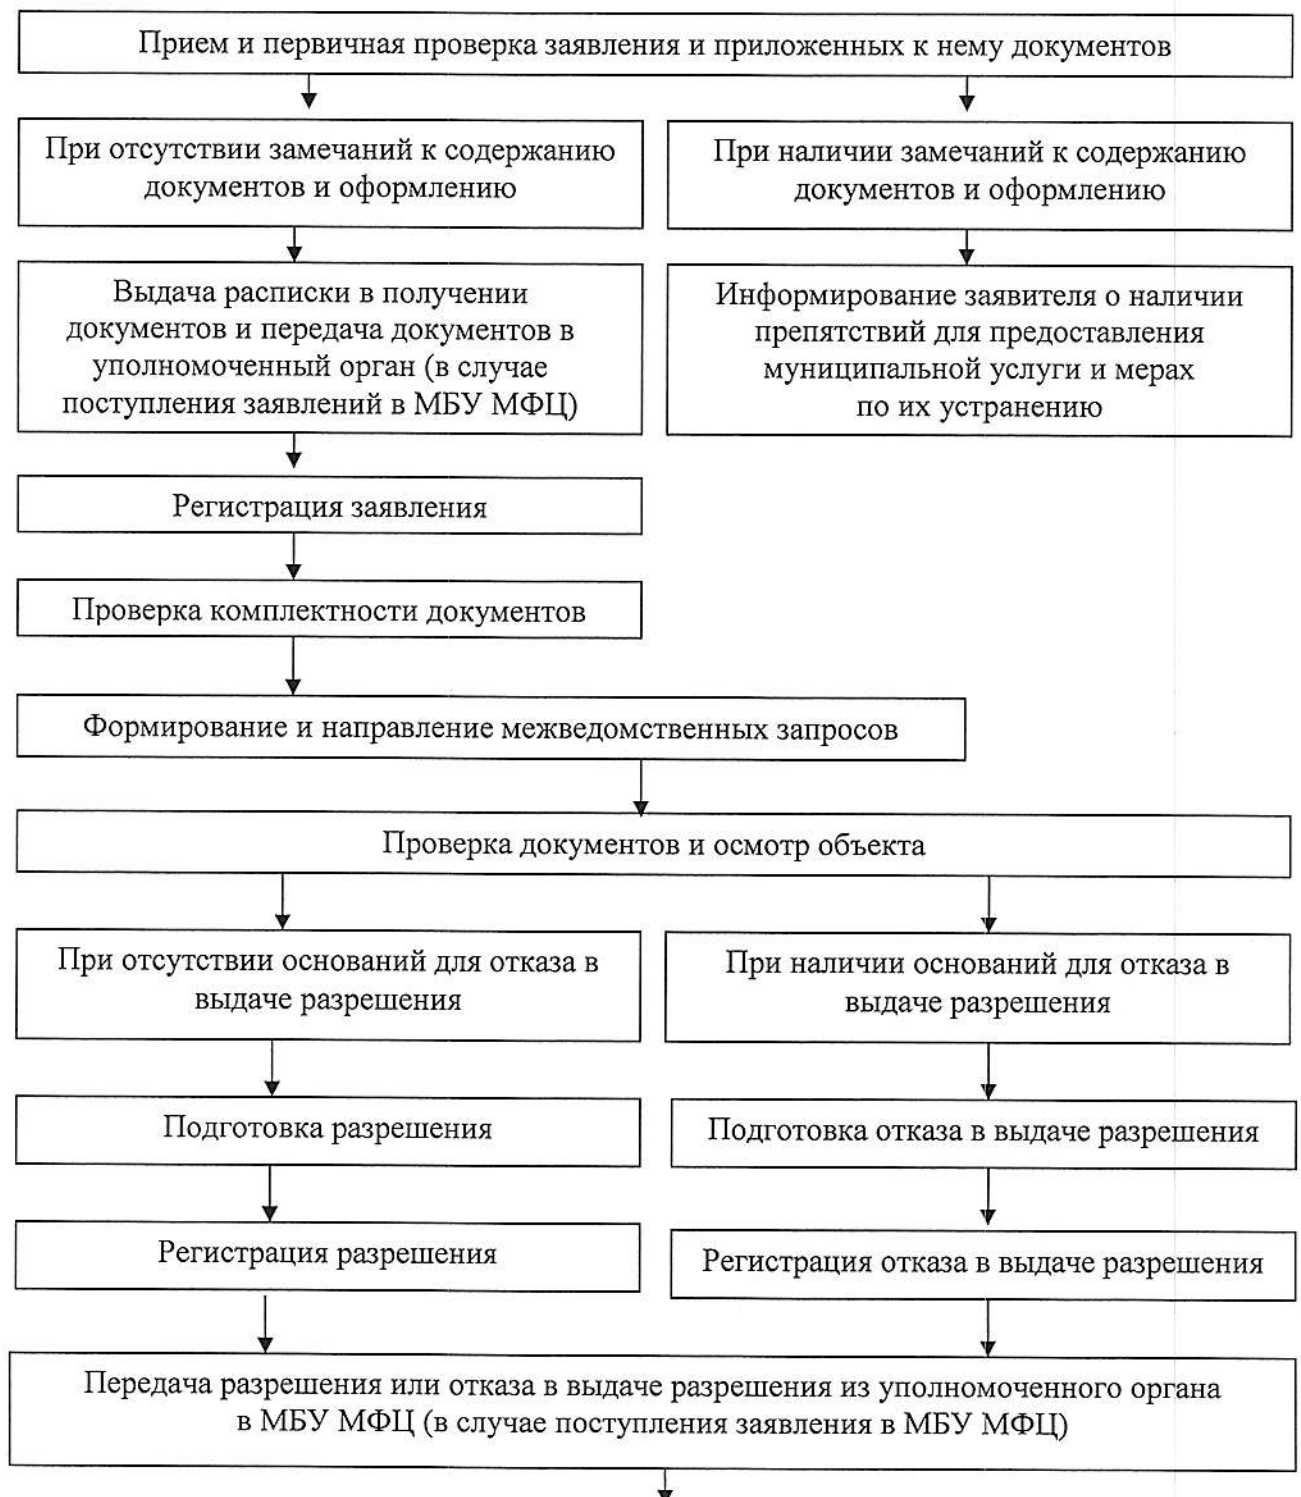 Прием и первичная проверка заявления и приложенных к нему документов
При отсутствии замечаний к содержанию
документов и оформлению
При наличии замечаний к содержанию
документов и оформлению
Выдача расписки в получении
документов и передача документов в
уполномоченный орган (в случае
поступления заявлений в МБУ МФЦ)
Информирование заявителя о наличии
препятствий для предоставления
муниципальной услуги и мерах
по их устранению
Регистрация заявления
Проверка комплектности документов
Формирование и направление межведомственных запросов
Проверка документов и осмотр объекта
При отсутствии оснований для отказа в
выдаче разрешения
При наличии оснований для отказа в
выдаче разрешения
Подготовка разрешения
Подготовка отказа в выдаче разрешения
Регистрация разрешения
Регистрация отказа в выдаче разрешения
Передача разрешения или отказа в выдаче разрешения из уполномоченного органа
в МБУ МФЦ (в случае поступления заявления в МБУ МФЦ)